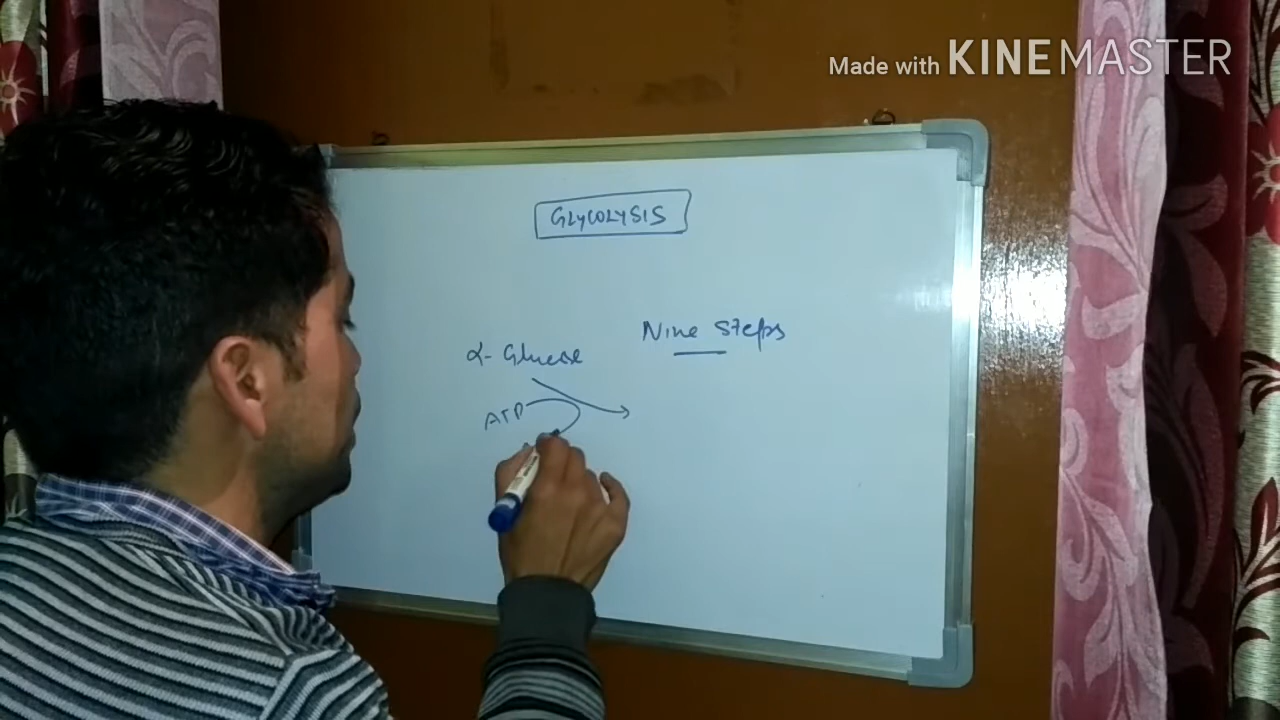 Made with KINEMASTER
GLYCOLYSIS
Nine Steps
α- Glucose
ATP